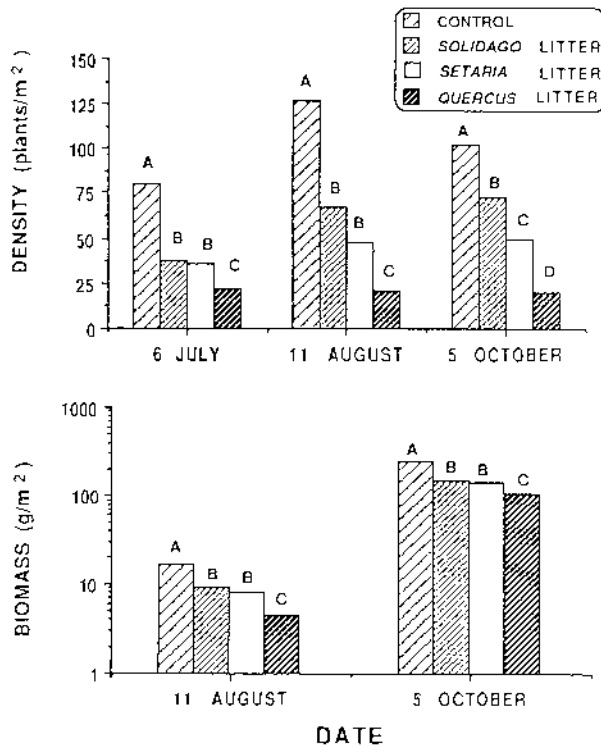 CONTROL
SOLIDAGO LITTER
SETARIA LITTER
QUERCUS LITTER
DENSITY (plants/m²)
150
125
100
75
50
25
0
A
B
B
C
A
B
B
C
A
B
C
D
6 JULY
11 AUGUST
5 OCTOBER
BIOMASS (g/m²)
1000
100
10
1
A
B
B
C
A
B
B
C
11 AUGUST
5 OCTOBER
DATE